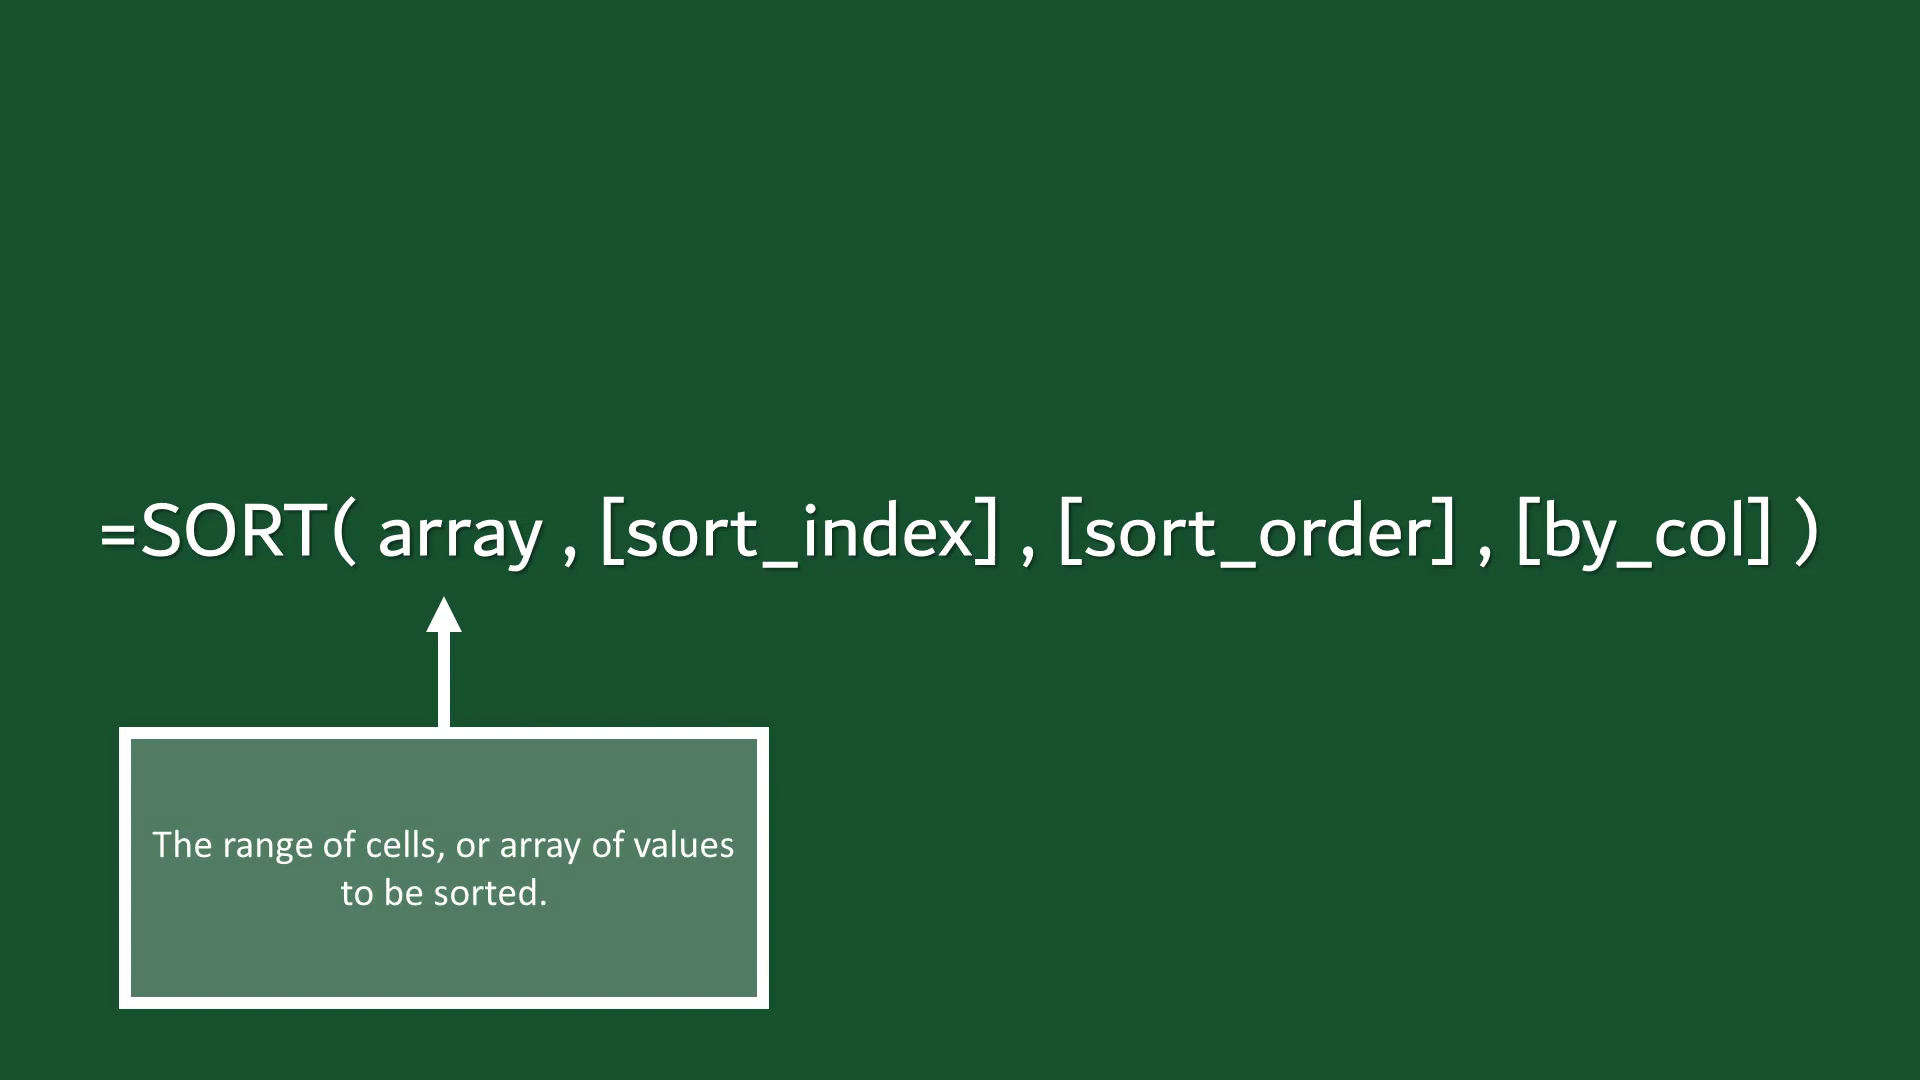 =SORT( array , [sort_index] , [sort_order] , [by_col] )
The range of cells, or array of values
to be sorted.